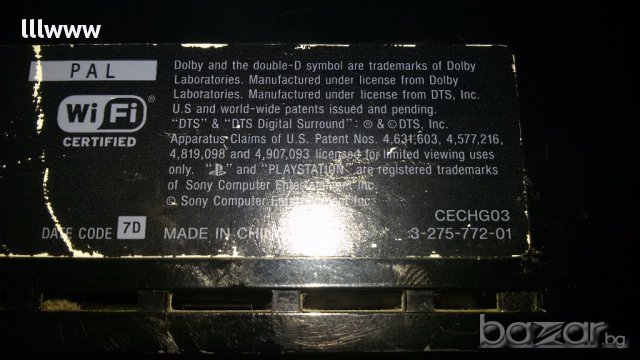 lllwww
PAL
WiFi®
CERTIFIED
DATE CODE 7D
Dolby and the double-D symbol are trademarks of Dolby
Laboratories. Manufactured under license from Dolby
Laboratories. Manufactured under license from DTS, Inc.
U.S and world-wide patents issued and pending.
"DTS" & "DTS Digital Surround": ® & © DTS, Inc.
Apparatus Claims of U.S. Patent Nos. 4,631,603, 4,577,216,
4,819,098 and 4,907,093 licensed for limited viewing uses
only. " " and "PLAYSTATION" are registered trademarks
of Sony Computer Entertainment Inc.
© Sony Computer Entertainment Inc.
CECHG03
MADE IN CHINA 3-275-772-01
bazar.bg